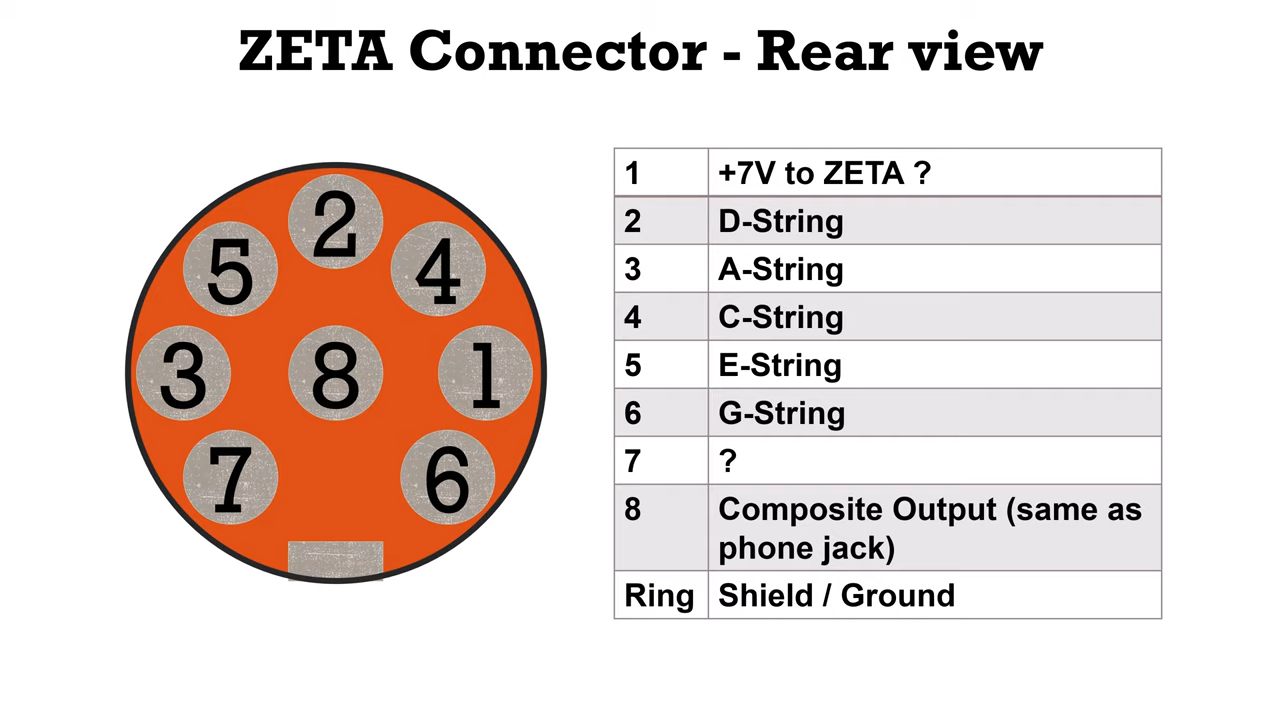 ZETA Connector - Rear view
2
5
4
3
8
1
7
6
1 +7V to ZETA ?
2 D-String
3 A-String
4 C-String
5 E-String
6 G-String
7 ?
8 Composite Output (same as
phone jack)
Ring Shield / Ground